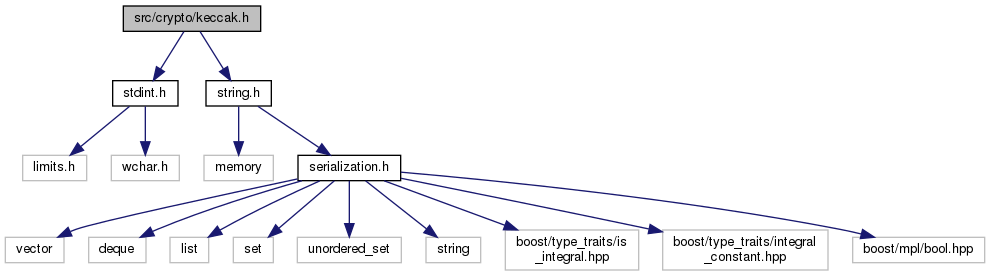 src/crypto/keccak.h
stdint.h
string.h
limits.h
wchar.h
memory
serialization.h
vector
deque
list
set
unordered_set
string
boost/type_traits/is
_integral.hpp
boost/type_traits/integral
_constant.hpp
boost/mpl/bool.hpp